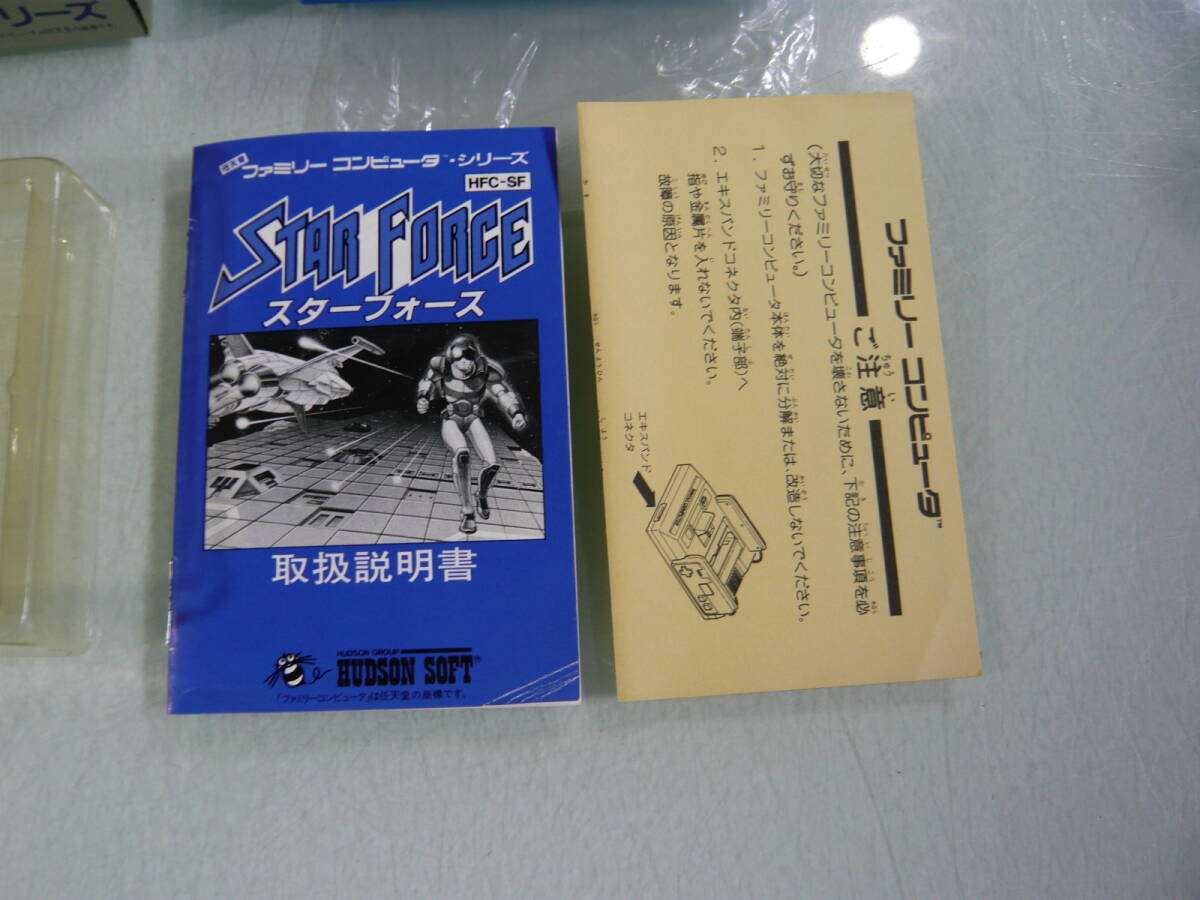 リーズ
任天堂
ファミリー コンピュータ™・シリーズ
HFC-SF
STAR FORCE
スターフォース
取扱説明書
HUDSON GROUP
HUDSON SOFT®
「ファミリーコンピュータ」は任天堂の商標です。
ファミリー コンピュータ™
ご注意
(大切なファミリーコンピュータを壊さないために、下記の注意事項を必
ずお守りください。)
1. ファミリーコンピュータ本体を絶対に分解または、改造しないでください。
2. エキスパンドコネクタ内(端子部)へ
指や金属片を入れないでください。
故障の原因となります。
エキスパンド
コネクタ